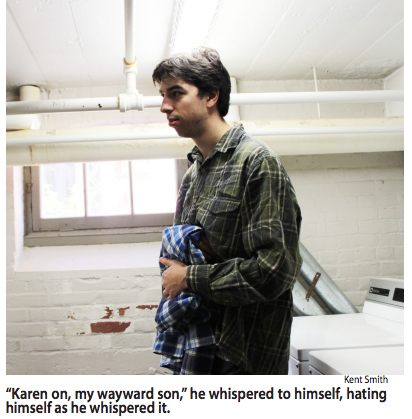 Kent Smith
“Karen on, my wayward son,” he whispered to himself, hating
himself as he whispered it.